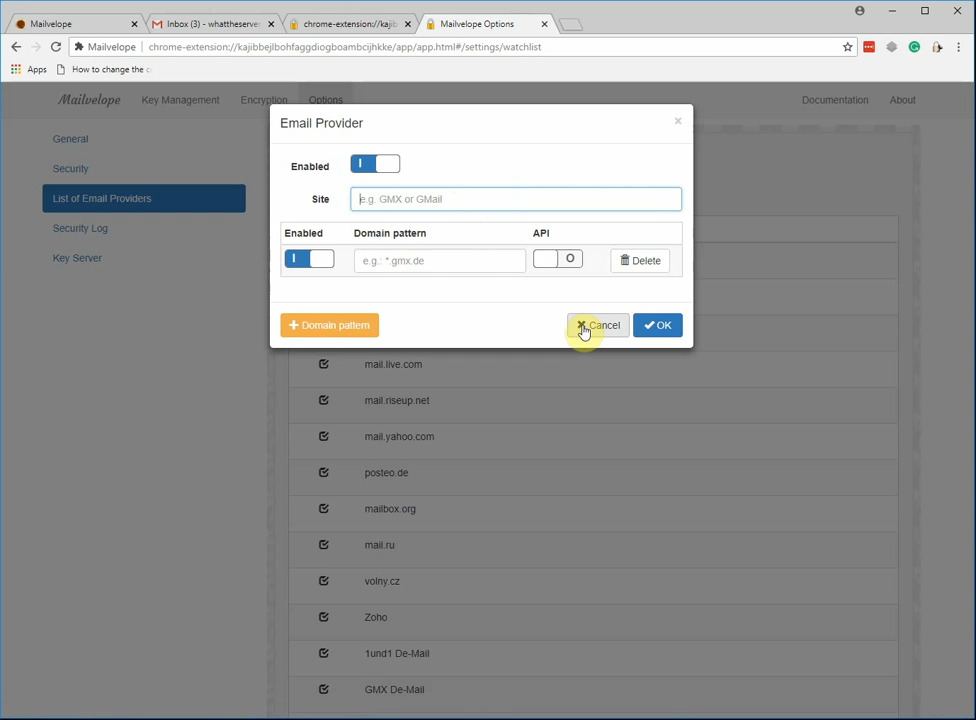 Mailvelope
Inbox (3) - whattheserver
chrome-extension://kajib
Mailvelope Options
Mailvelope chrome-extension://kajibbejlbohfaggdiogboambcijhkke/app/app.html#/settings/watchlist
Apps How to change the c
Mailvelope Key Management Encryption Options Documentation About
General
Security
List of Email Providers
Security Log
Key Server
Email Provider ×
Enabled I
Site e.g. GMX or GMail
Enabled Domain pattern API
I e.g.: *.gmx.de O Delete
+ Domain pattern Cancel OK
mail.live.com
mail.riseup.net
mail.yahoo.com
posteo.de
mailbox.org
mail.ru
volny.cz
Zoho
1und1 De-Mail
GMX De-Mail